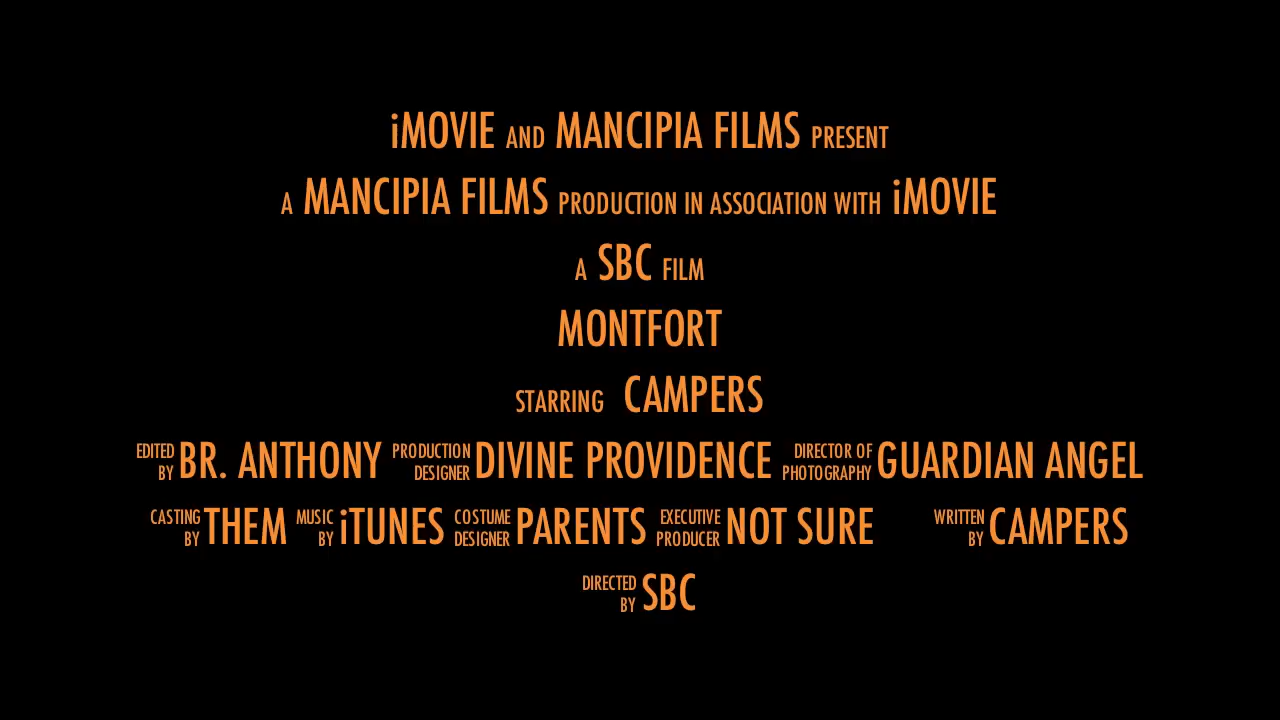 iMOVIE AND MANCIPIA FILMS PRESENT
A MANCIPIA FILMS PRODUCTION IN ASSOCIATION WITH iMOVIE
A SBC FILM
MONTFORT
STARRING CAMPERS
EDITED BY BR. ANTHONY PRODUCTION DESIGNER DIVINE PROVIDENCE DIRECTOR OF PHOTOGRAPHY GUARDIAN ANGEL
CASTING BY THEM MUSIC BY iTUNES COSTUME DESIGNER PARENTS EXECUTIVE PRODUCER NOT SURE WRITTEN BY CAMPERS
DIRECTED BY SBC